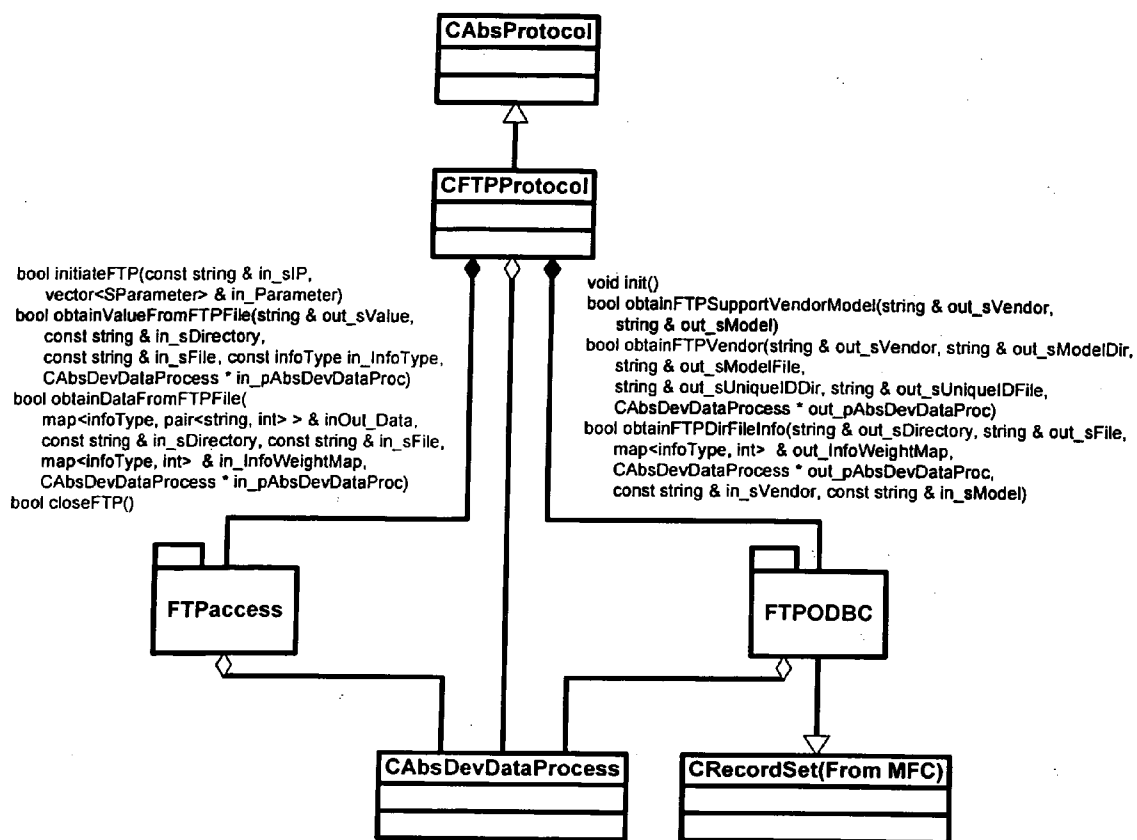 CAbsProtocol
CFTPProtocol
bool initiateFTP(const string & in_sIP,
vector<SParameter> & in_Parameter)
bool obtainValueFromFTPFile(string & out_sValue,
const string & in_sDirectory,
const string & in_sFile, const infoType in_InfoType,
CAbsDevDataProcess * in_pAbsDevDataProc)
bool obtainDataFromFTPFile(
map<infoType, pair<string, int> > & inOut_Data,
const string & in_sDirectory, const string & in_sFile,
map<infoType, int> & in_InfoWeightMap,
CAbsDevDataProcess * in_pAbsDevDataProc)
bool closeFTP()
void init()
bool obtainFTPSupportVendorModel(string & out_sVendor,
string & out_sModel)
bool obtainFTPVendor(string & out_sVendor, string & out_sModelDir,
string & out_sModelFile,
string & out_sUniqueIDDir, string & out_sUniqueIDFile,
CAbsDevDataProcess * out_pAbsDevDataProc)
bool obtainFTPDirFileInfo(string & out_sDirectory, string & out_sFile,
map<infoType, int> & out_InfoWeightMap,
CAbsDevDataProcess * out_pAbsDevDataProc,
const string & in_sVendor, const string & in_sModel)
FTPaccess
FTPODBC
CAbsDevDataProcess
CRecordSet(From MFC)